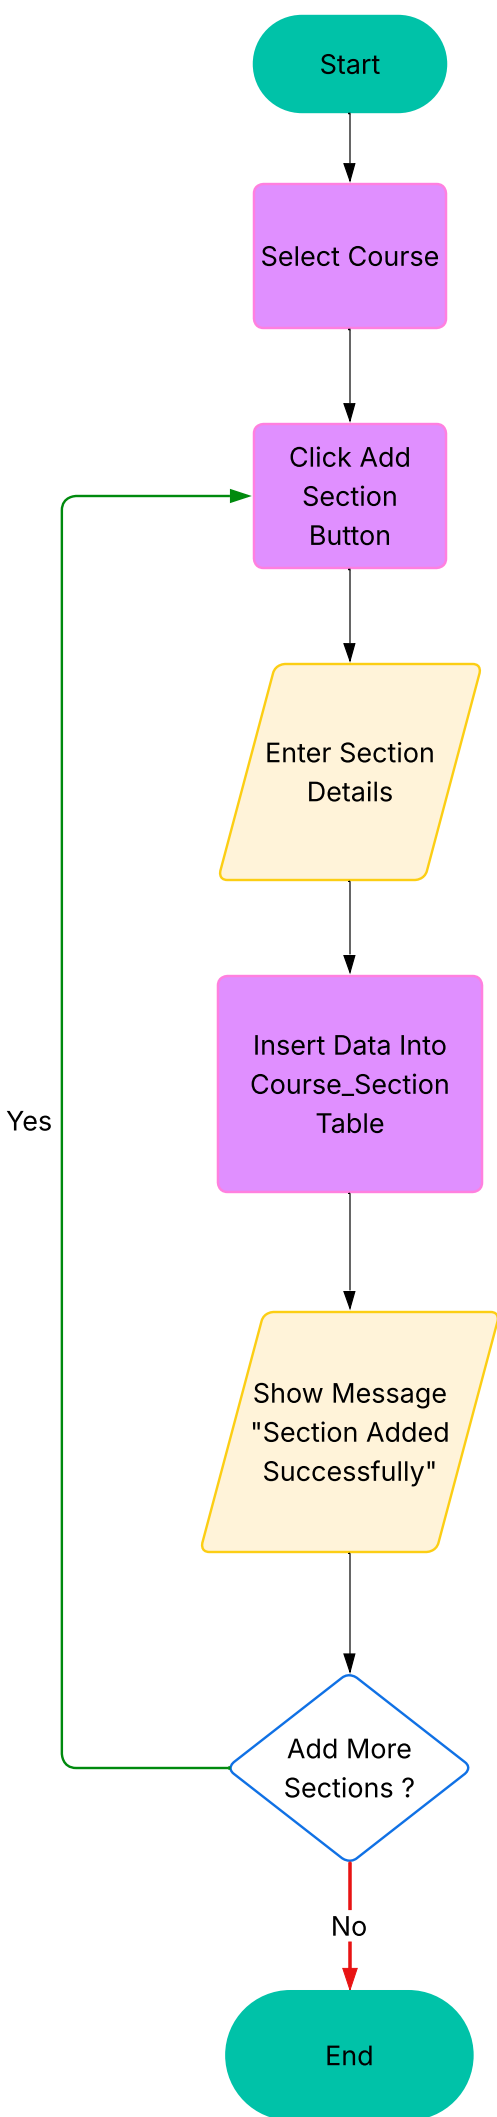 Start
Select Course
Click Add
Section
Button
Enter Section
Details
Insert Data Into
Course_Section
Table
Yes
Show Message
"Section Added
Successfully"
Add More
Sections ?
No
End